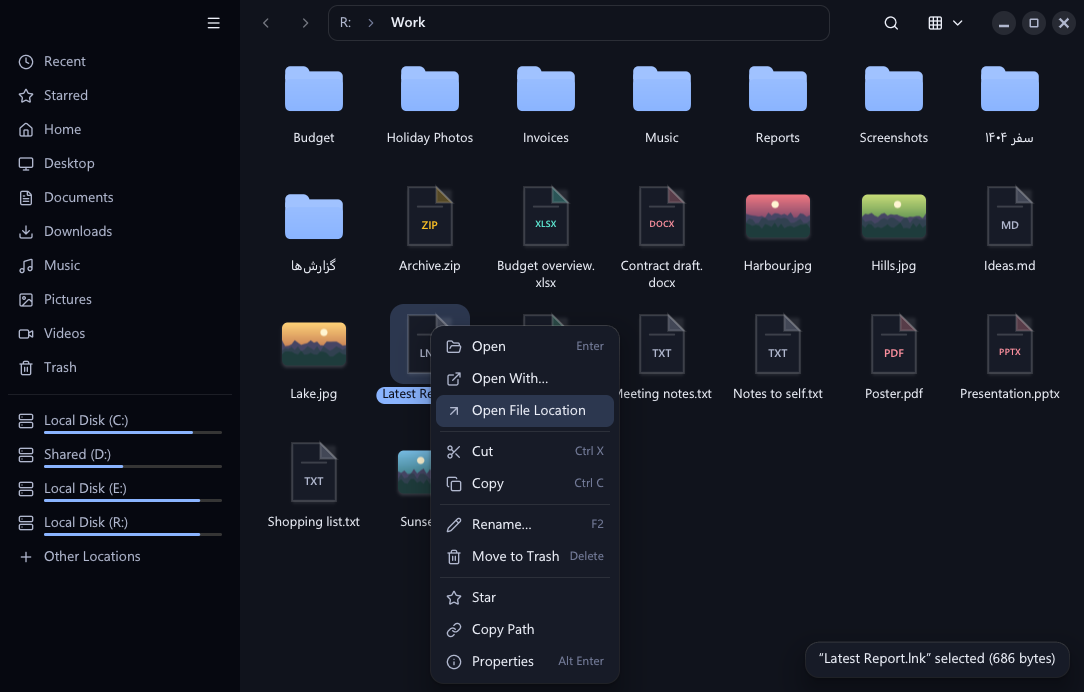 R: Work
Recent
Starred
Home
Desktop
Documents
Downloads
Music
Pictures
Videos
Trash
Local Disk (C:)
Shared (D:)
Local Disk (E:)
Local Disk (R:)
Other Locations
Budget
Holiday Photos
Invoices
Music
Reports
Screenshots
سفر ۱۴۰۴
گزارش‌ها
ZIP
Archive.zip
XLSX
Budget overview.
xlsx
DOCX
Contract draft.
docx
Harbour.jpg
Hills.jpg
MD
Ideas.md
Lake.jpg
Latest
TXT
Meeting notes.txt
TXT
Notes to self.txt
PDF
Poster.pdf
PPTX
Presentation.pptx
TXT
Shopping list.txt
Open Enter
Open With...
Open File Location
Cut Ctrl X
Copy Ctrl C
Rename... F2
Move to Trash Delete
Star
Copy Path
Properties Alt Enter
“Latest Report.lnk” selected (686 bytes)